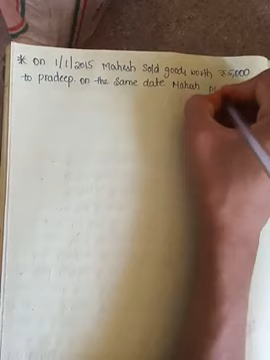 * On 1/1/2015 Mahesh sold goods worth ₹5,000
to pradeep. on the same date Mahesh